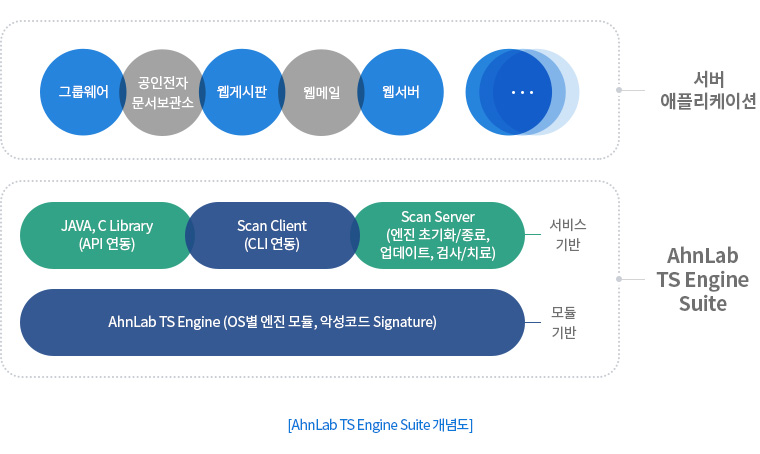 그룹웨어
공인전자
문서보관소
웹게시판
웹메일
웹서버
...
서버
애플리케이션
JAVA, C Library
(API 연동)
Scan Client
(CLI 연동)
Scan Server
(엔진 초기화/종료,
업데이트, 검사/치료)
서비스
기반
AhnLab TS Engine (OS별 엔진 모듈, 악성코드 Signature)
모듈
기반
AhnLab
TS Engine
Suite
[AhnLab TS Engine Suite 개념도]